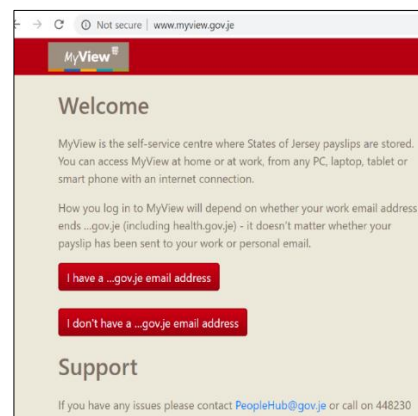 Not secure | www.myview.gov.je
MyView
Welcome
MyView is the self-service centre where States of Jersey payslips are stored.
You can access MyView at home or at work, from any PC, laptop, tablet or
smart phone with an internet connection.
How you log in to MyView will depend on whether your work email address
ends ...gov.je (including health.gov.je) - it doesn't matter whether your
payslip has been sent to your work or personal email.
I have a ...gov.je email address
I don't have a ...gov.je email address
Support
If you have any issues please contact PeopleHub@gov.je or call on 448230